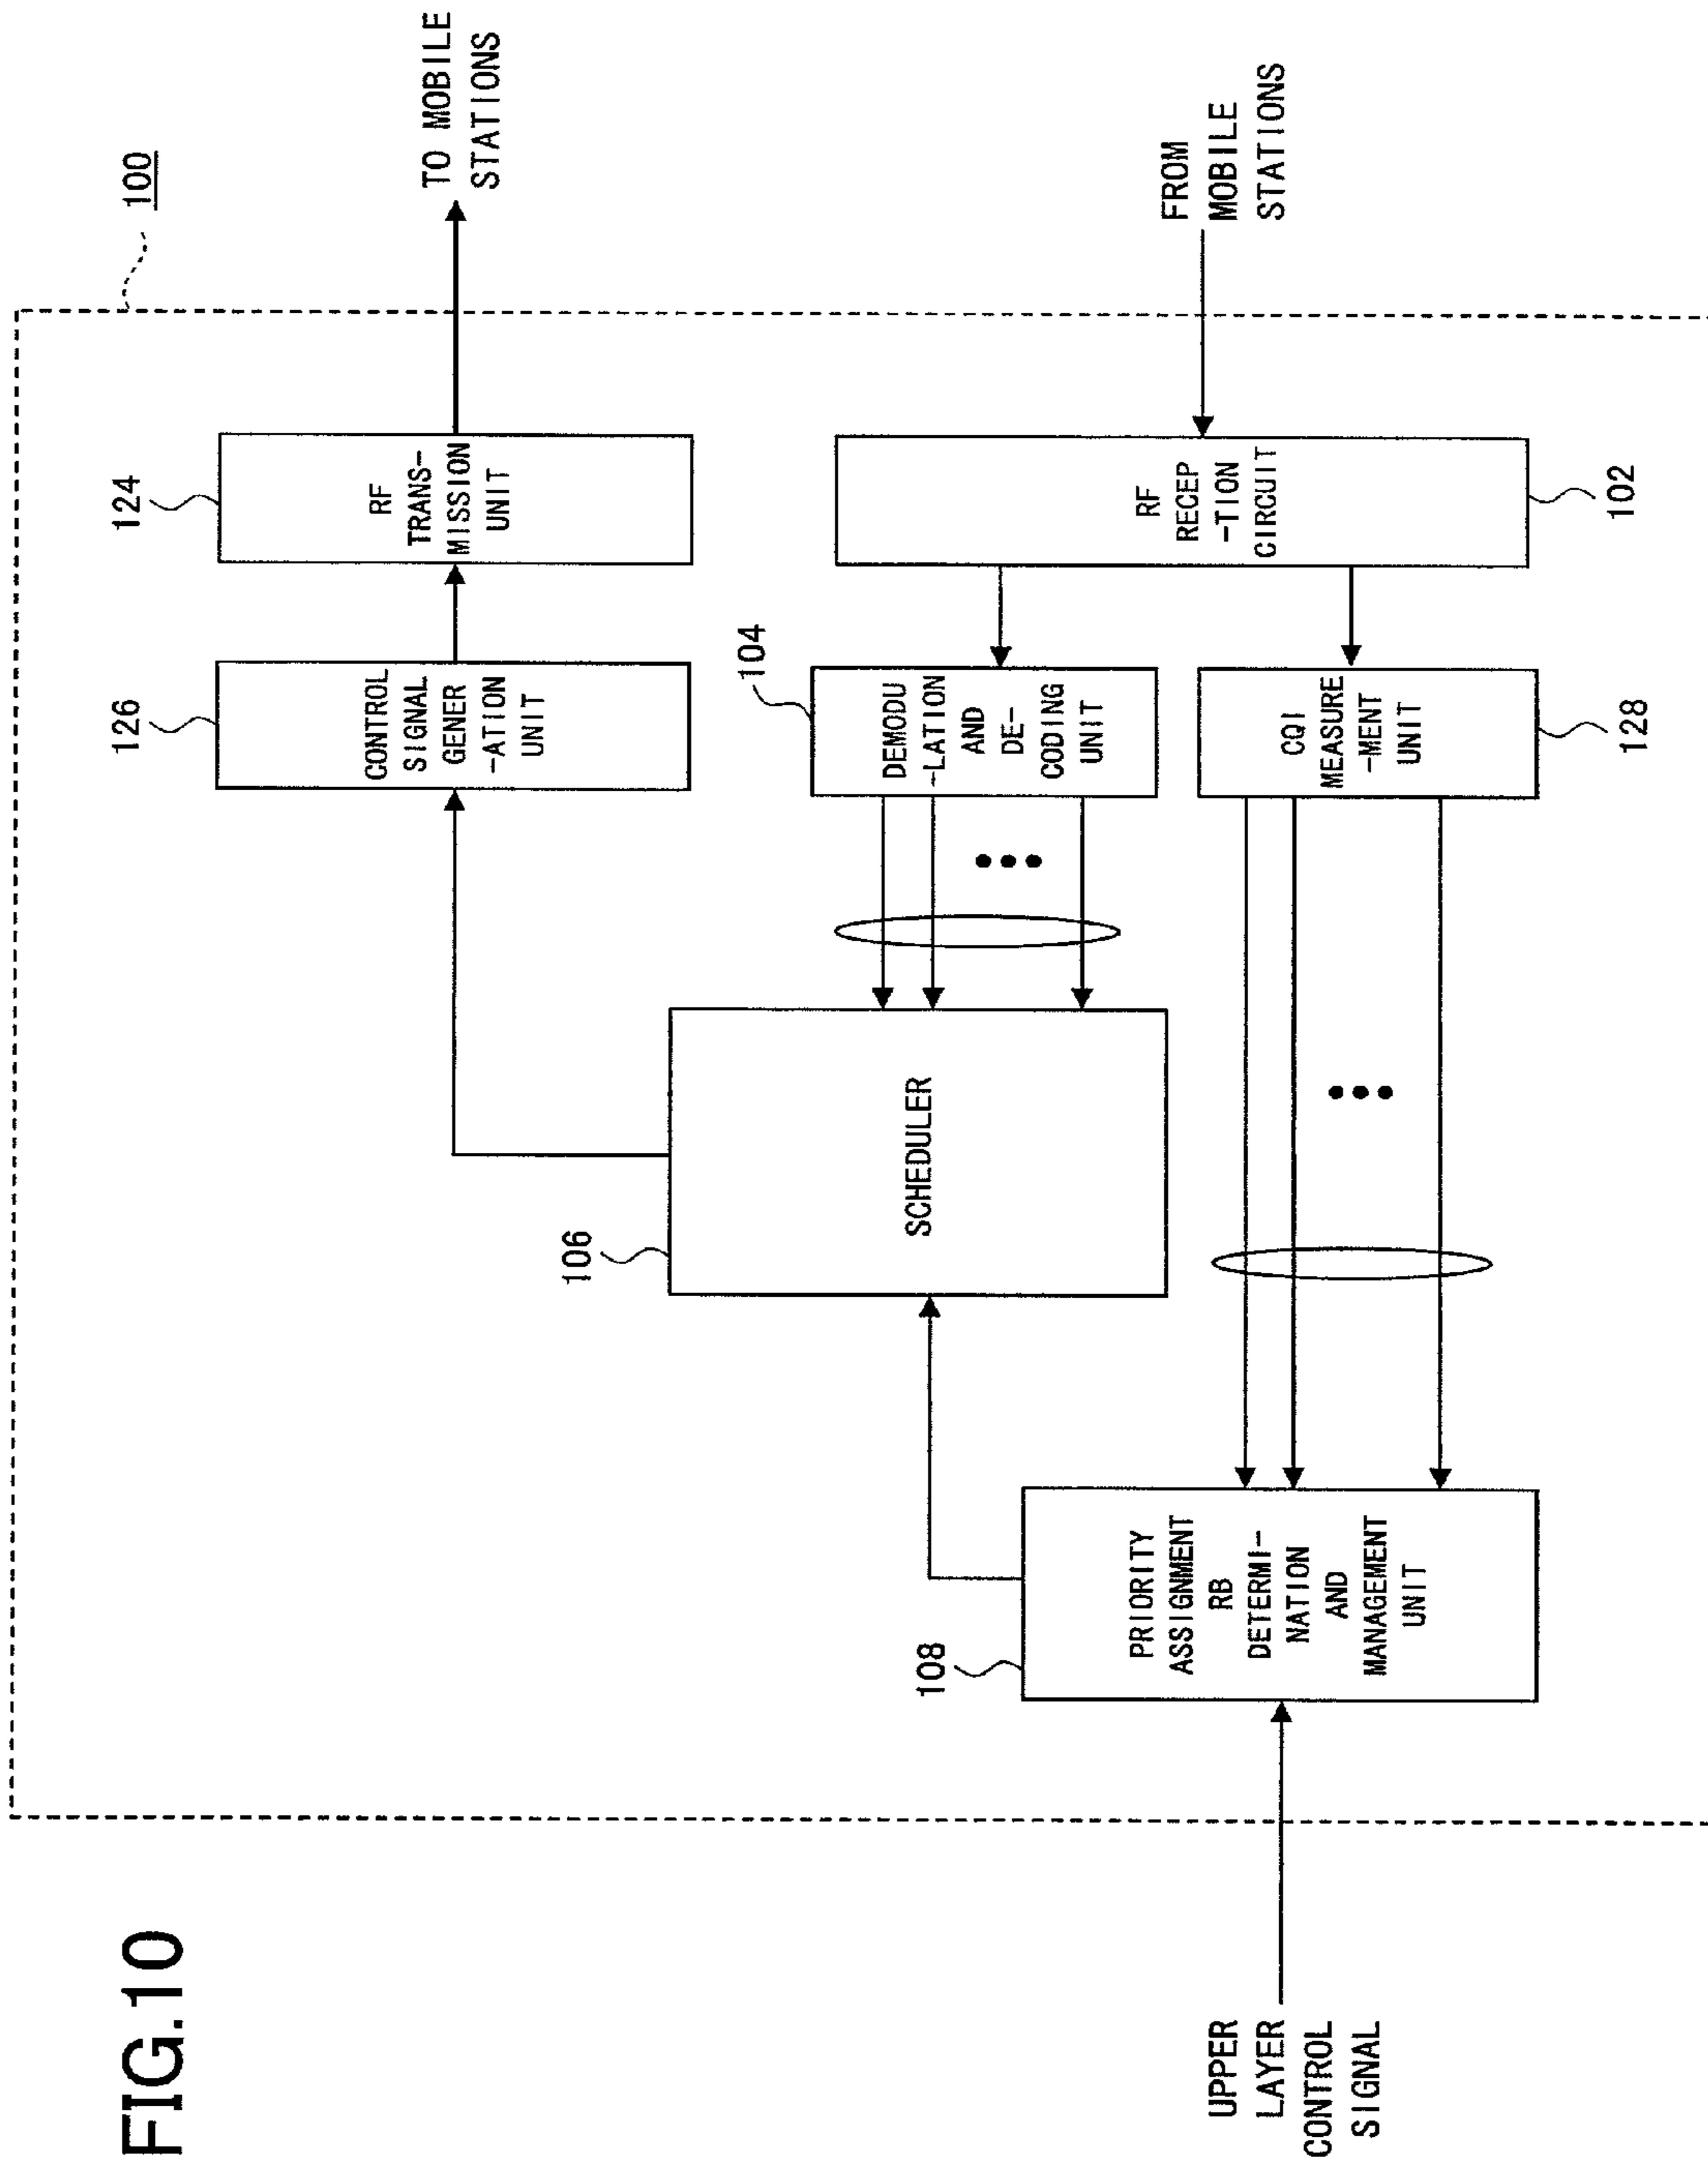 FIG.10
100
124
RF
TRANS-
MISSION
UNIT
TO MOBILE
STATIONS
126
CONTROL
SIGNAL
GENER
-ATION
UNIT
106
SCHEDULER
104
DEMODU
-LATION
AND
DE-
CODING
UNIT
RF
RECEP
-TION
CIRCUIT
102
FROM
MOBILE
STATIONS
CQI
MEASURE
-MENT
UNIT
128
108
PRIORITY
ASSIGNMENT
RB
DETERMI-
NATION
AND
MANAGEMENT
UNIT
UPPER
LAYER
CONTROL
SIGNAL